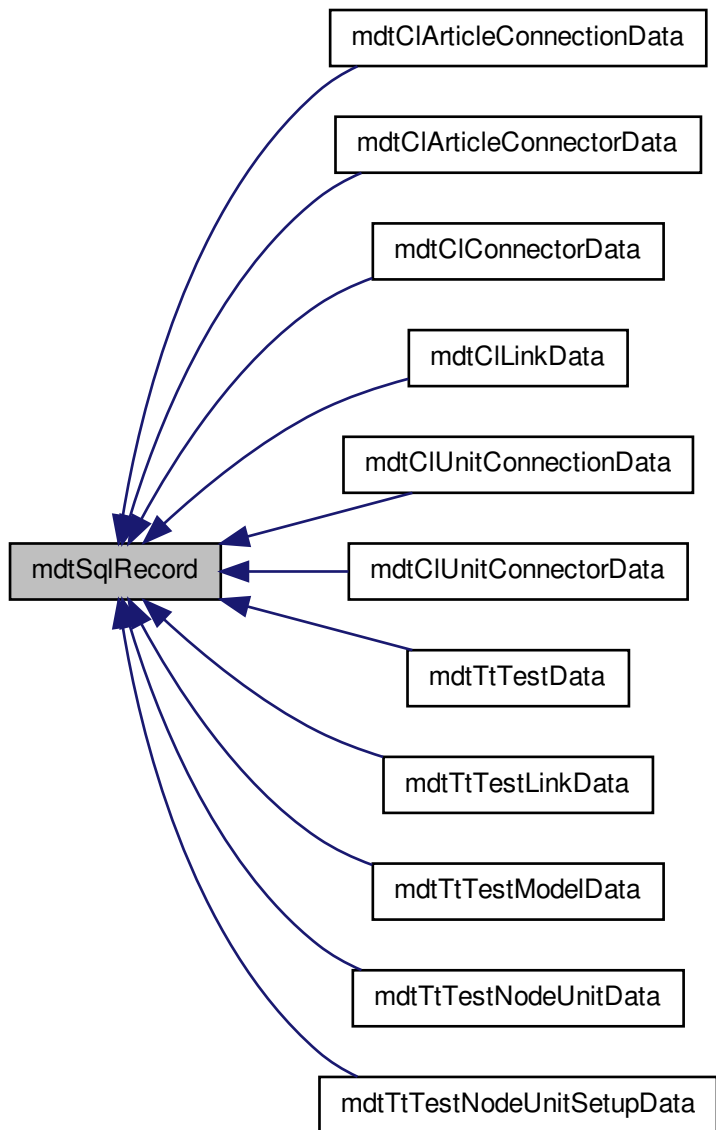 mdtClArticleConnectionData
mdtClArticleConnectorData
mdtClConnectorData
mdtClLinkData
mdtClUnitConnectionData
mdtSqlRecord
mdtClUnitConnectorData
mdtTtTestData
mdtTtTestLinkData
mdtTtTestModelData
mdtTtTestNodeUnitData
mdtTtTestNodeUnitSetupData